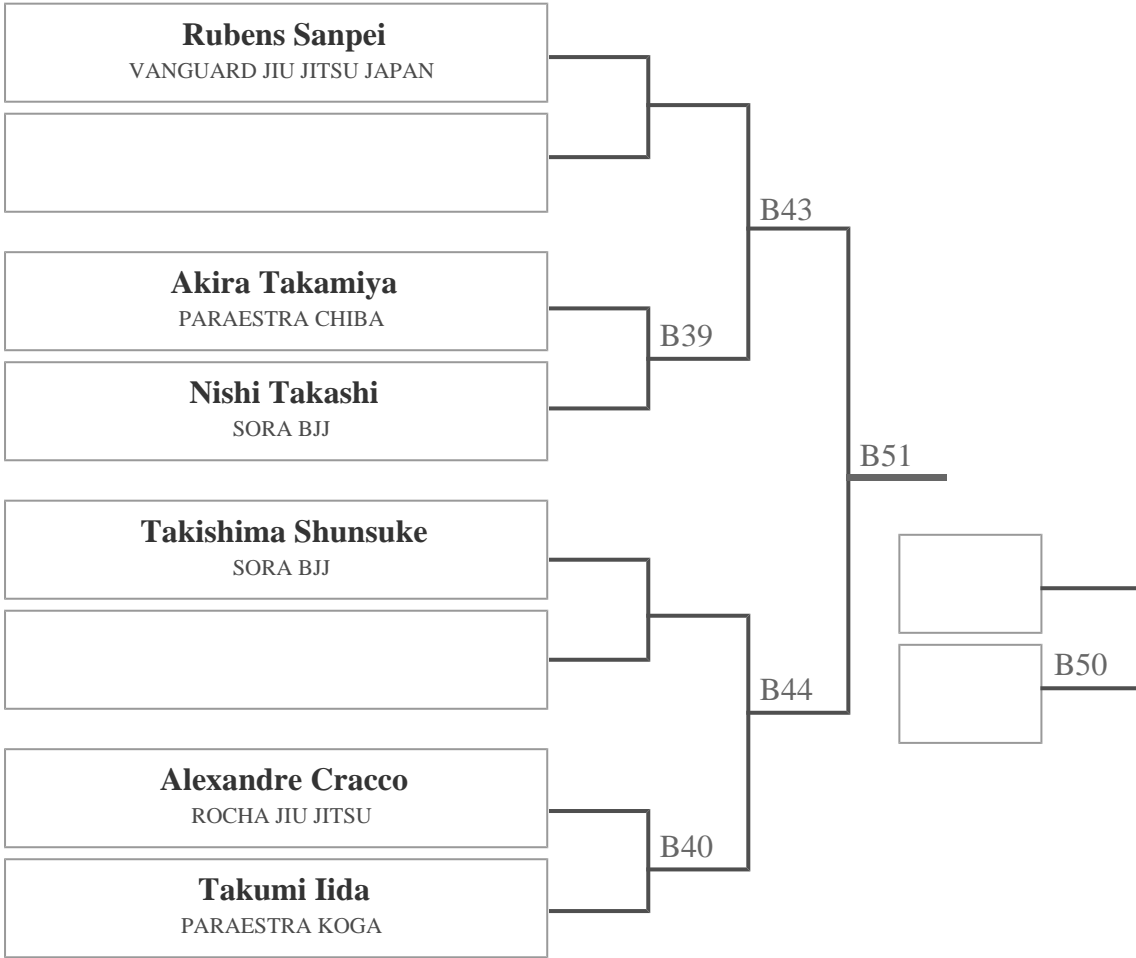 Rubens Sanpei
VANGUARD JIU JITSU JAPAN
B43
Akira Takamiya
PARAESTRA CHIBA
B39
Nishi Takashi
SORA BJJ
B51
Takishima Shunsuke
SORA BJJ
B50
B44
Alexandre Cracco
ROCHA JIU JITSU
B40
Takumi Iida
PARAESTRA KOGA